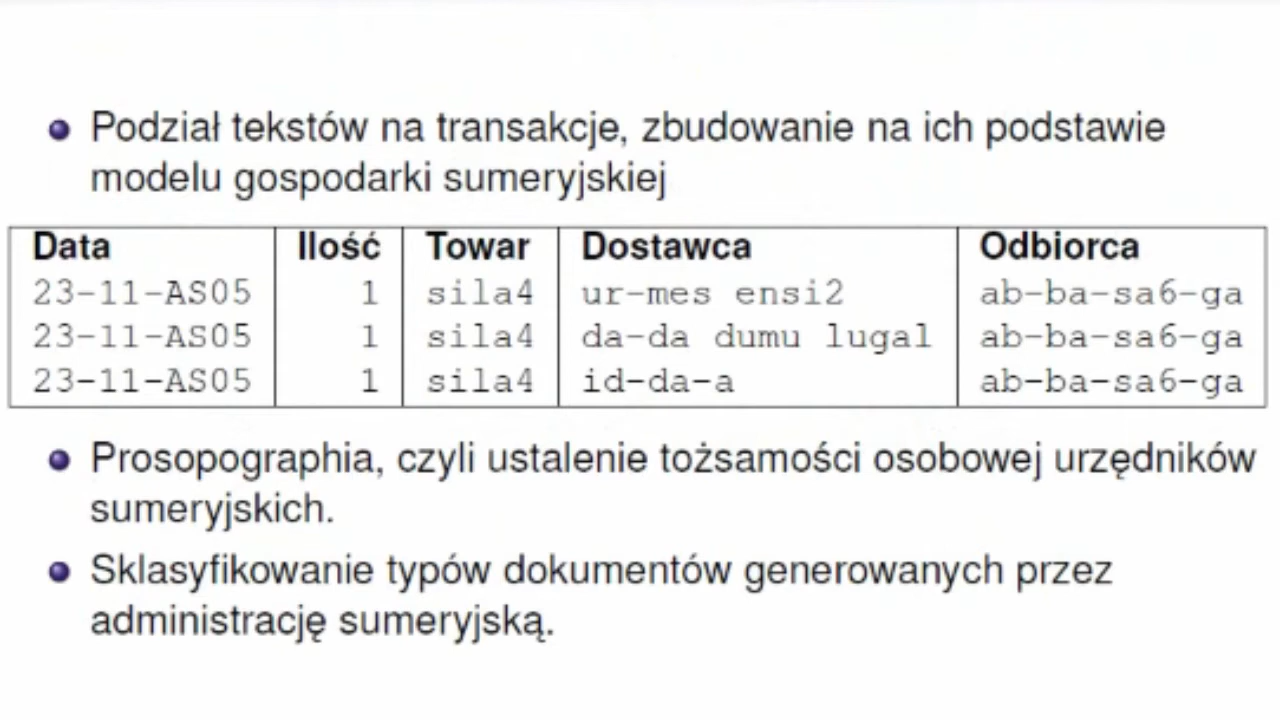 Podział tekstów na transakcje, zbudowanie na ich podstawie
modelu gospodarki sumeryjskiej
Data Ilość Towar Dostawca Odbiorca
23-11-AS05 1 sila4 ur-mes ensi2 ab-ba-sa6-ga
23-11-AS05 1 sila4 da-da dumu lugal ab-ba-sa6-ga
23-11-AS05 1 sila4 id-da-a ab-ba-sa6-ga
Prosopographia, czyli ustalenie tożsamości osobowej urzędników
sumeryjskich.
Sklasyfikowanie typów dokumentów generowanych przez
administrację sumeryjską.